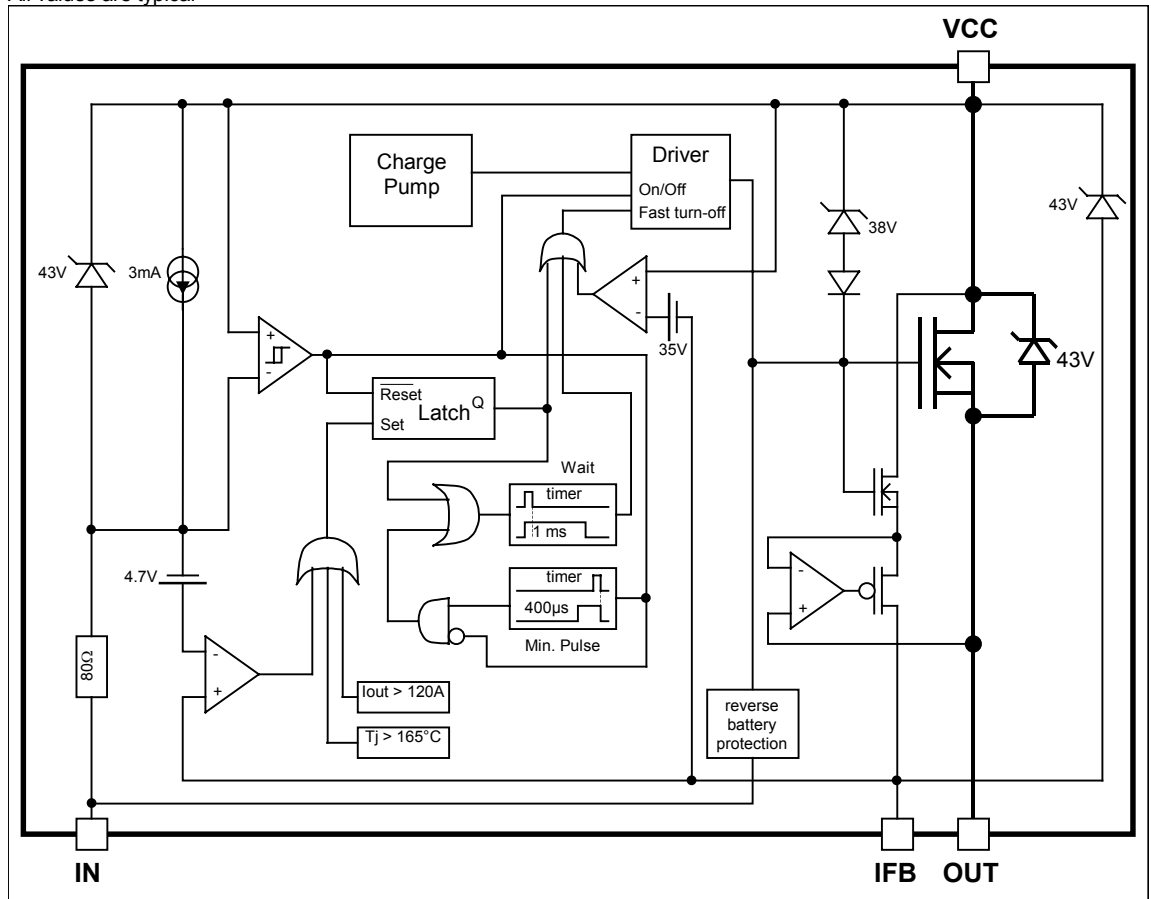 All values are typical
VCC
Charge
Pump
Driver
On/Off
Fast turn-off
43V
3mA
38V
43V
+
-
+
-
35V
43V
Reset
Latch
Q
Set
Wait
timer
1 ms
4.7V
timer
400µs
Min. Pulse
-
+
-
+
80Ω
Iout > 120A
Tj > 165°C
reverse
battery
protection
IN
IFB
OUT